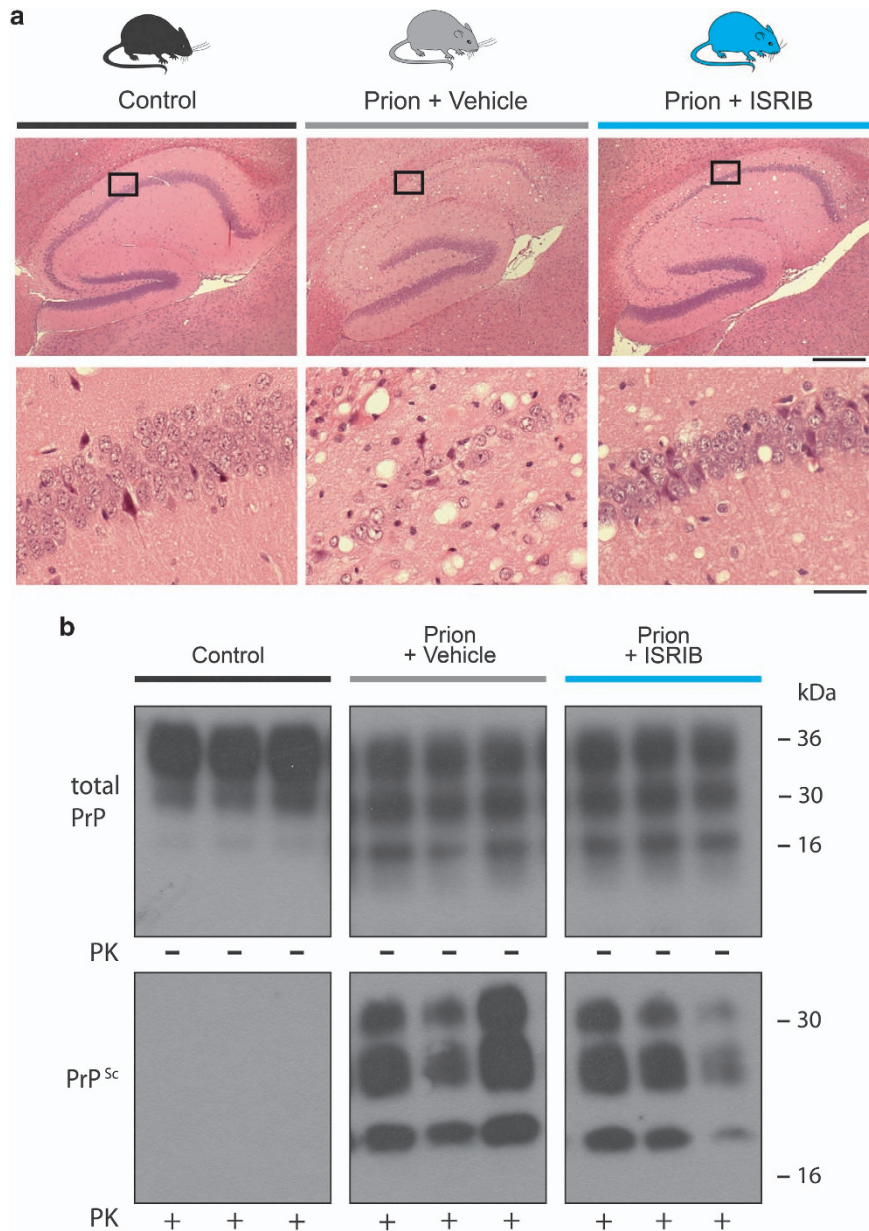 a
Control Prion + Vehicle Prion + ISRIB
b
Control
Prion
+ Vehicle
Prion
+ ISRIB
kDa
total
PrP
– 36
– 30
– 16
PK – – – – – – – – –
PrP Sc
– 30
– 16
PK + + + + + + + + +